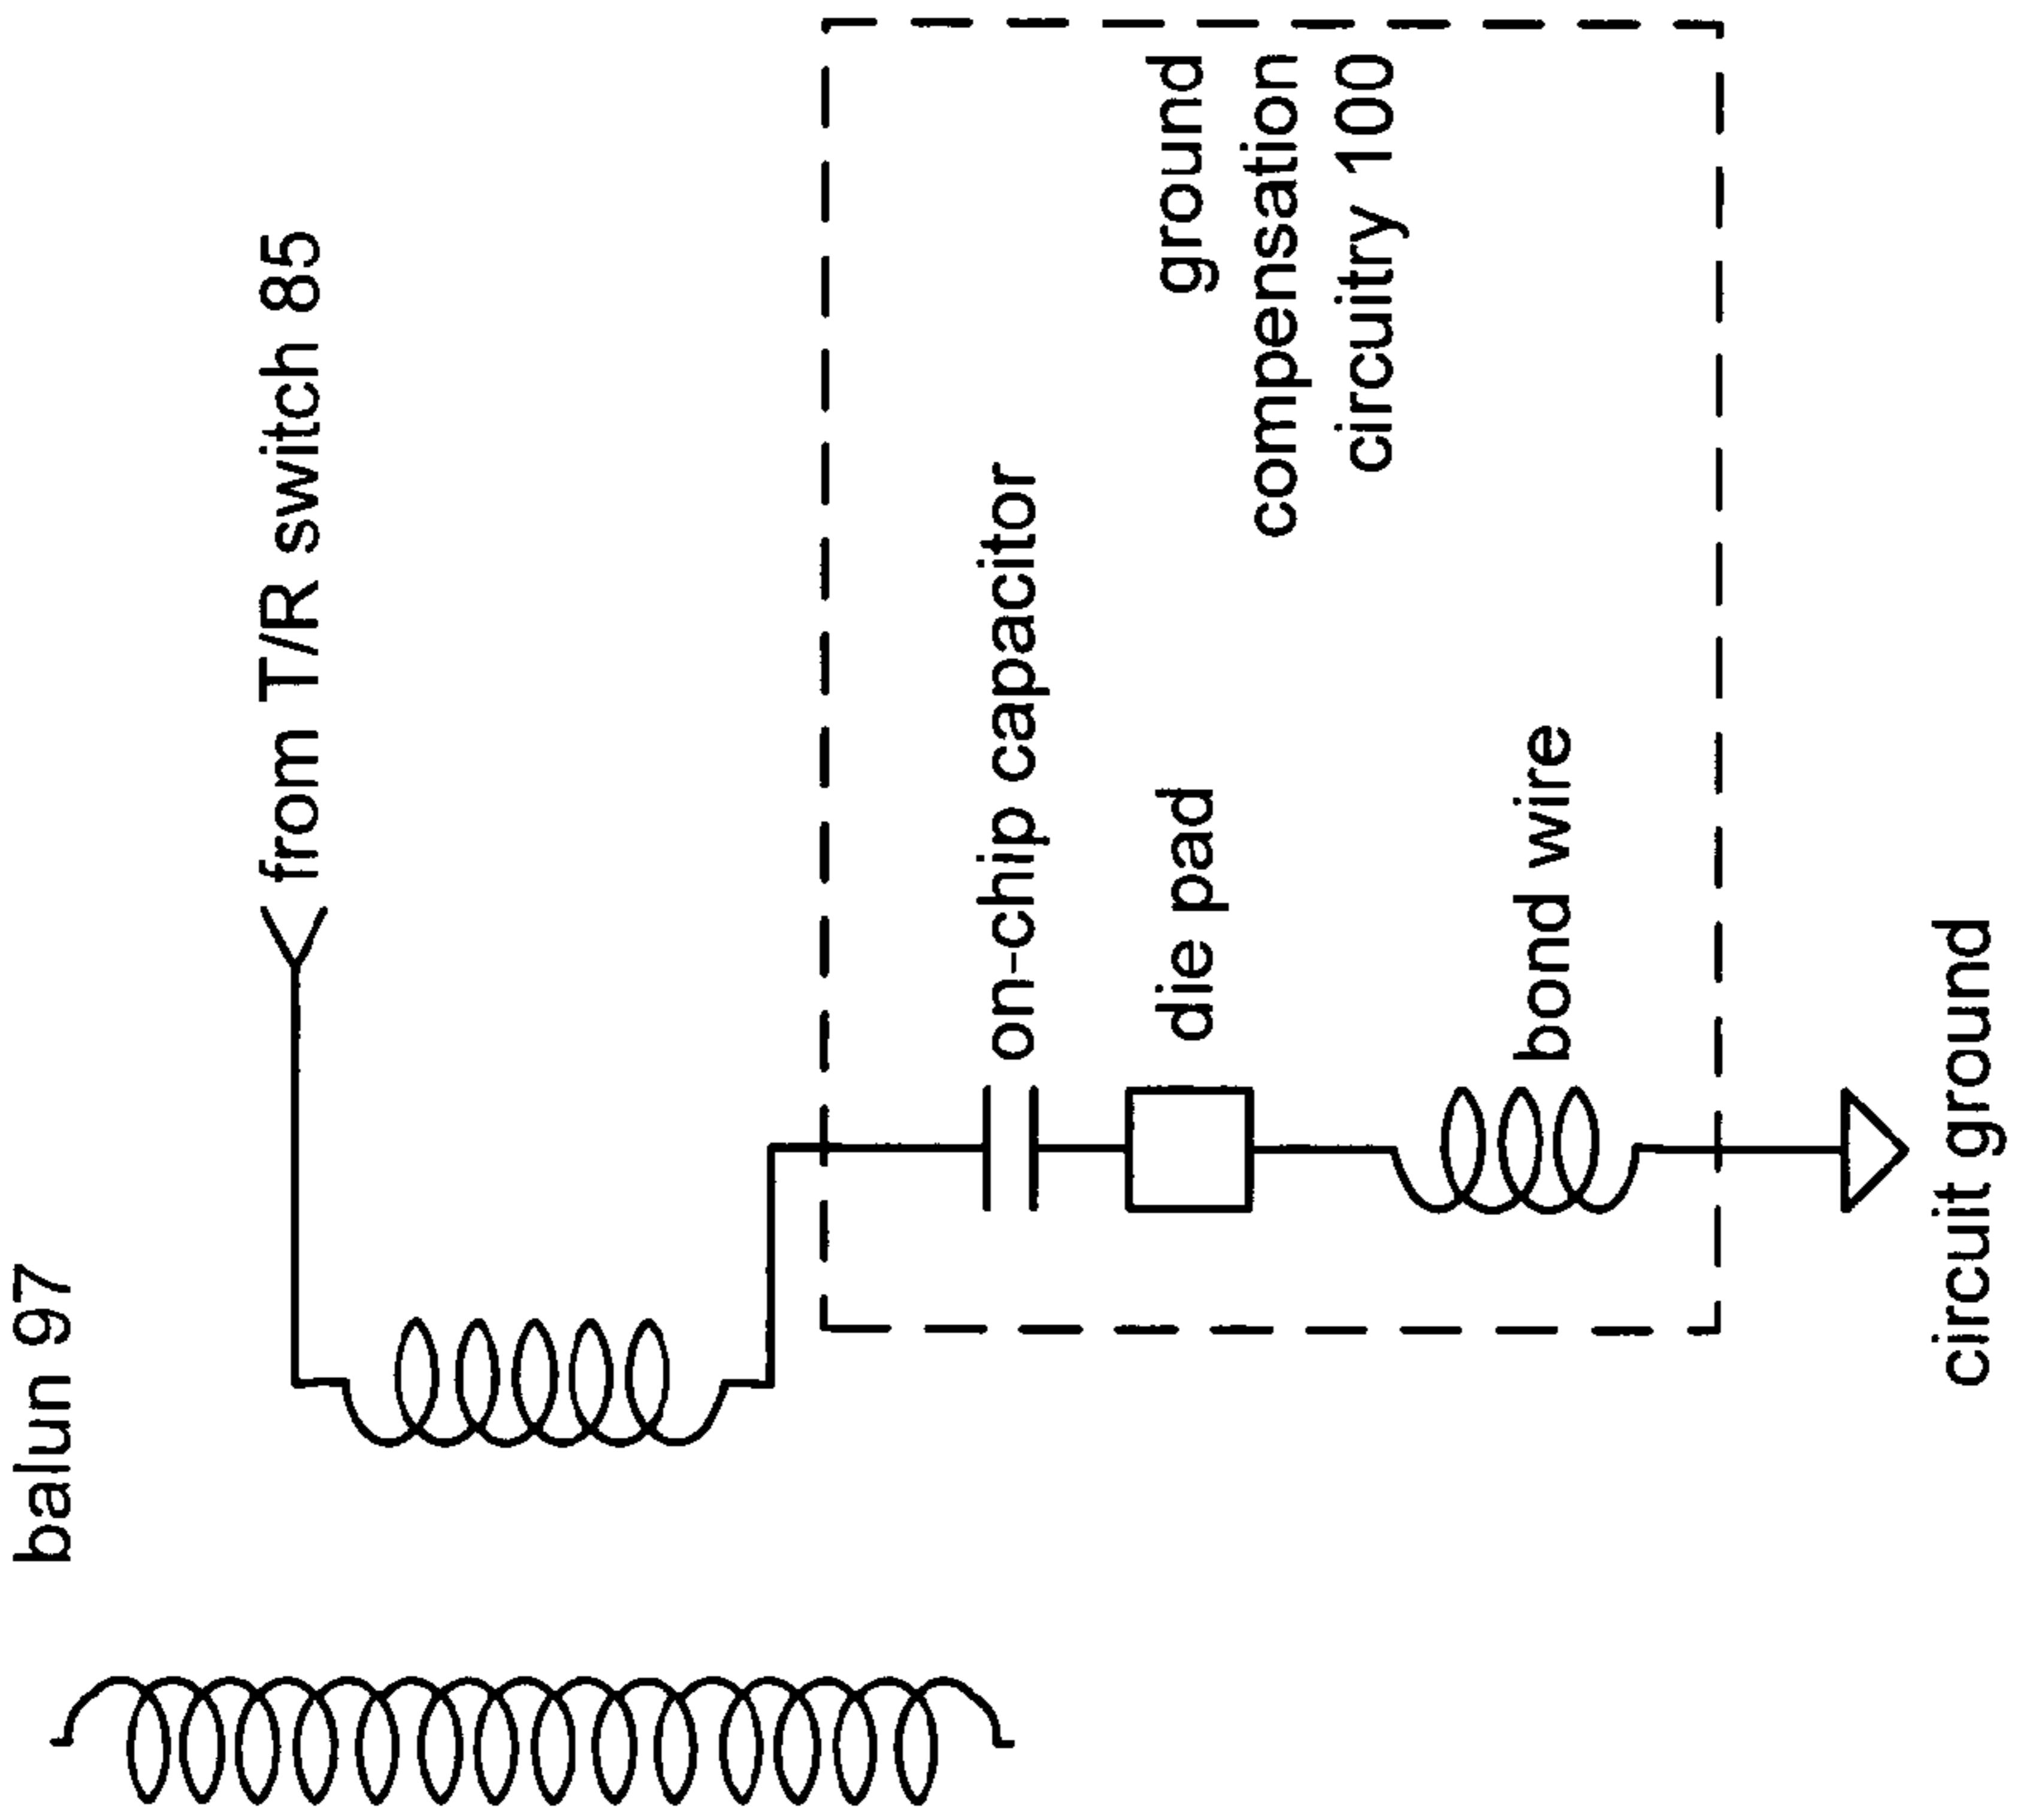 balun 97
from T/R switch 85
on-chip capacitor
die pad
ground
compensation
circuitry 100
bond wire
circuit ground